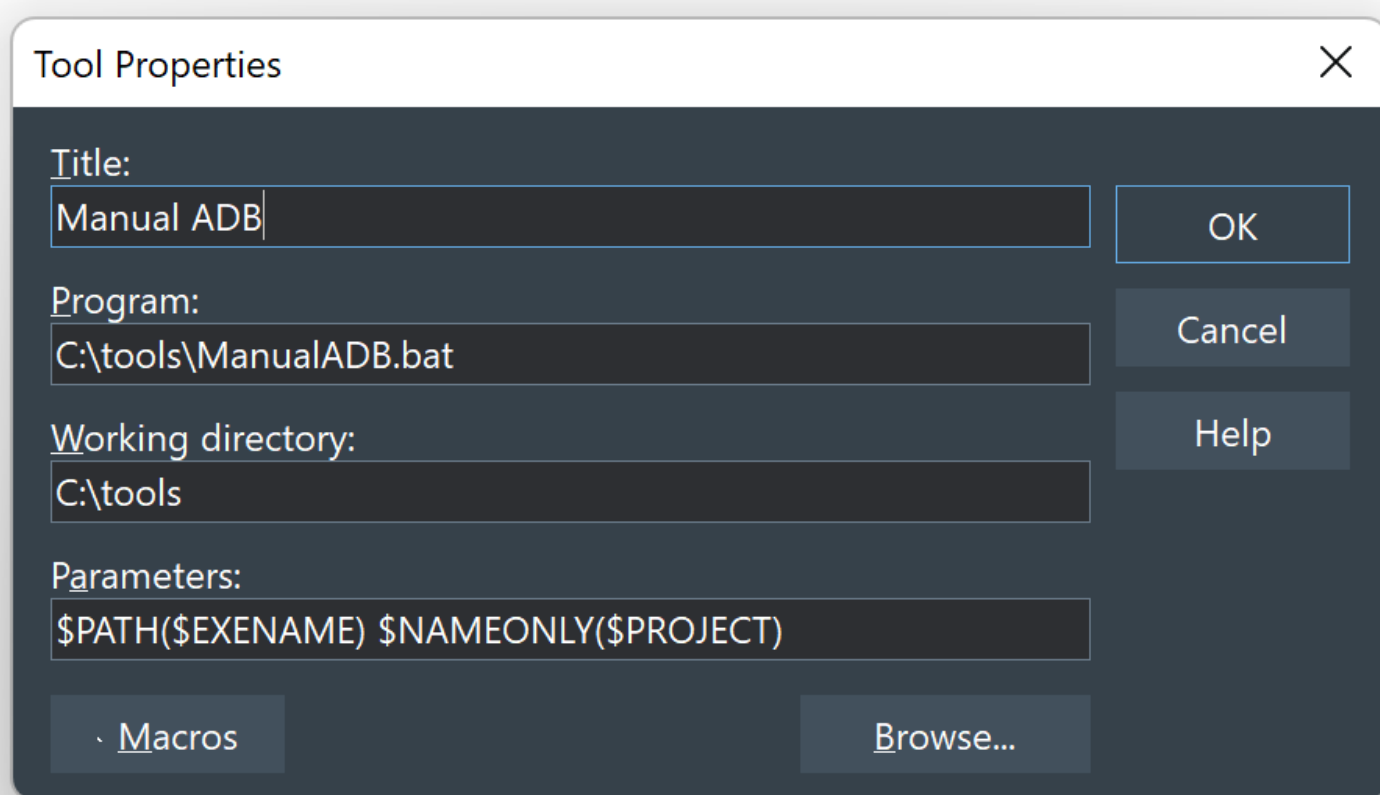 Tool Properties
Title:
Manual ADB
OK
Program:
C:\tools\ManualADB.bat
Cancel
Working directory:
C:\tools
Help
Parameters:
$PATH($EXENAME) $NAMEONLY($PROJECT)
Macros
Browse...